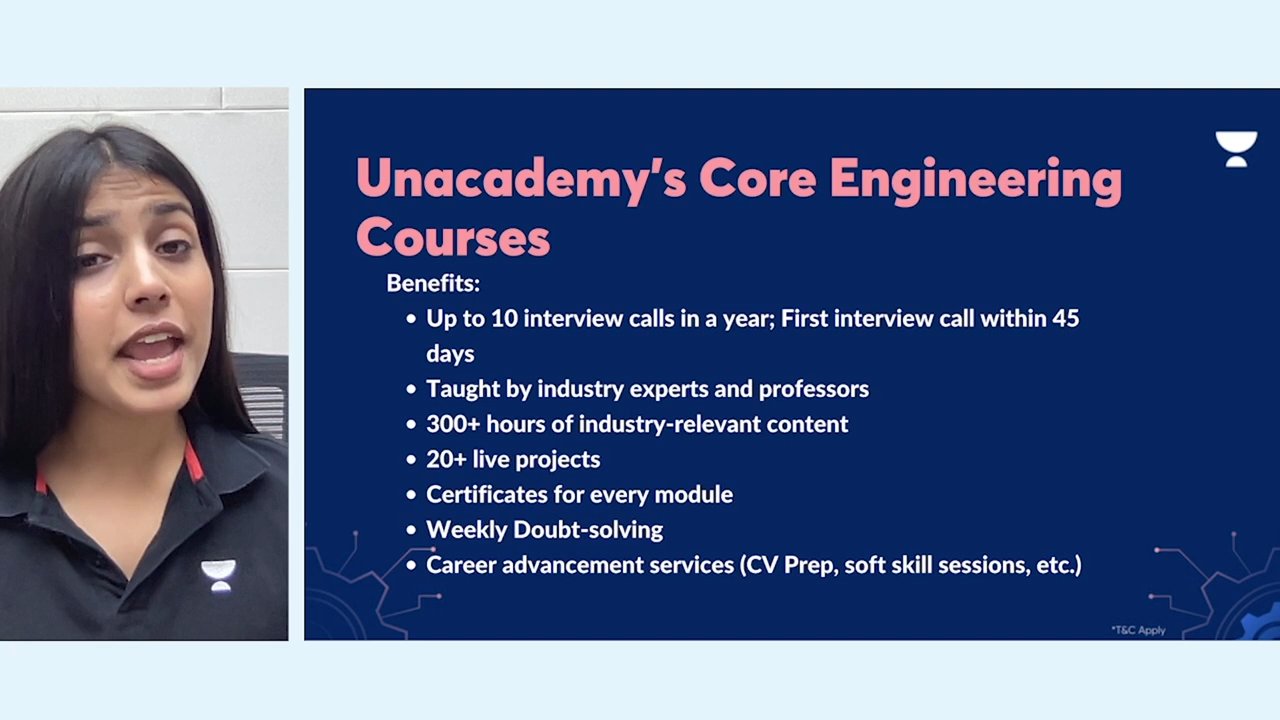 Unacademy's Core Engineering
Courses
Benefits:
• Up to 10 interview calls in a year; First interview call within 45
days
• Taught by industry experts and professors
• 300+ hours of industry-relevant content
• 20+ live projects
• Certificates for every module
• Weekly Doubt-solving
• Career advancement services (CV Prep, soft skill sessions, etc.)
*T&C Apply